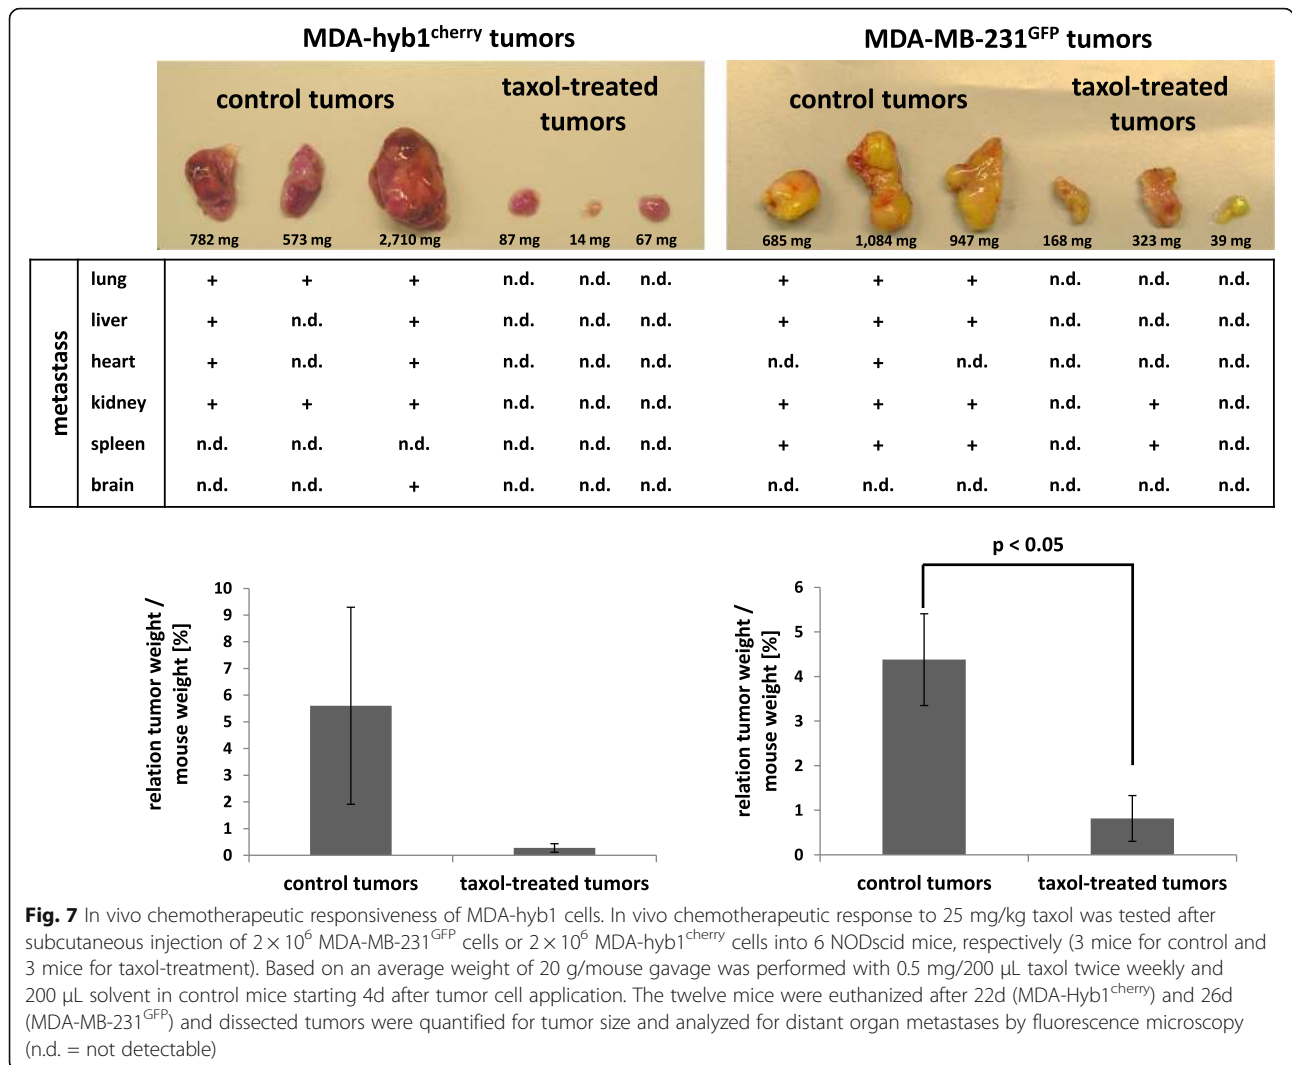 MDA-hyb1cherry tumors MDA-MB-231GFP tumors
control tumors taxol-treated tumors control tumors taxol-treated tumors
782 mg 573 mg 2,710 mg 87 mg 14 mg 67 mg 685 mg 1,084 mg 947 mg 168 mg 323 mg 39 mg
metastass
lung + + + n.d. n.d. n.d. + + + n.d. n.d. n.d.
liver + n.d. + n.d. n.d. n.d. + + + n.d. n.d. n.d.
heart + n.d. + n.d. n.d. n.d. n.d. + n.d. n.d. n.d. n.d.
kidney + + + n.d. n.d. n.d. + + + n.d. + n.d.
spleen n.d. n.d. n.d. n.d. n.d. n.d. + + + n.d. + n.d.
brain n.d. n.d. + n.d. n.d. n.d. n.d. n.d. n.d. n.d. n.d. n.d.
relation tumor weight /
mouse weight [%]
10
9
8
7
6
5
4
3
2
1
0
control tumors taxol-treated tumors
p < 0.05
relation tumor weight /
mouse weight [%]
6
5
4
3
2
1
0
control tumors taxol-treated tumors
Fig. 7 In vivo chemotherapeutic responsiveness of MDA-hyb1 cells. In vivo chemotherapeutic response to 25 mg/kg taxol was tested after
subcutaneous injection of 2 × 10⁶ MDA-MB-231GFP cells or 2 × 10⁶ MDA-hyb1cherry cells into 6 NODscid mice, respectively (3 mice for control and
3 mice for taxol-treatment). Based on an average weight of 20 g/mouse gavage was performed with 0.5 mg/200 μL taxol twice weekly and
200 μL solvent in control mice starting 4d after tumor cell application. The twelve mice were euthanized after 22d (MDA-Hyb1cherry) and 26d
(MDA-MB-231GFP) and dissected tumors were quantified for tumor size and analyzed for distant organ metastases by fluorescence microscopy
(n.d. = not detectable)